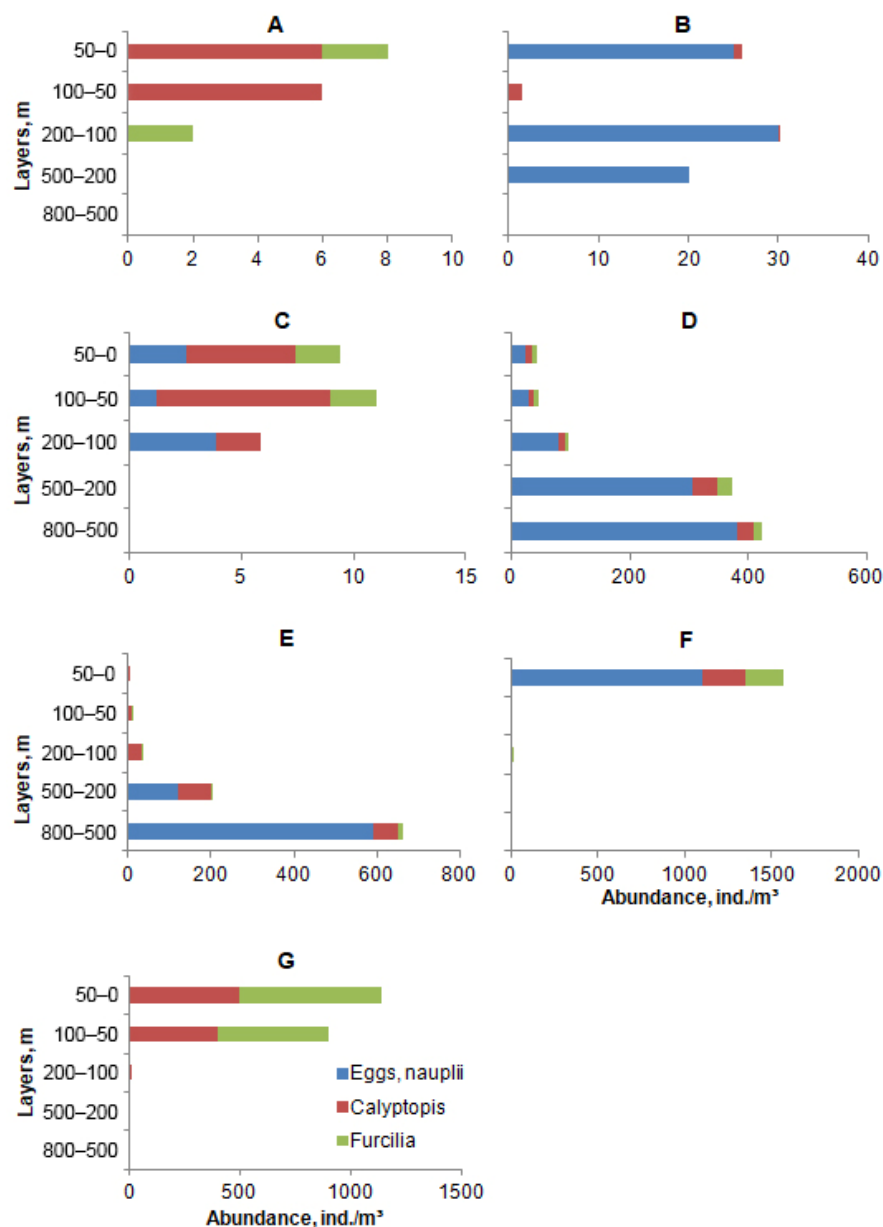 A
50–0
100–50
200–100
500–200
800–500
Layers, m
0 2 4 6 8 10
B
0 10 20 30 40
C
50–0
100–50
200–100
500–200
800–500
Layers, m
0 5 10 15
D
0 200 400 600
E
50–0
100–50
200–100
500–200
800–500
Layers, m
0 200 400 600 800
F
0 500 1000 1500 2000
Abundance, ind./m³
G
50–0
100–50
200–100
500–200
800–500
Layers, m
Eggs, nauplii
Calyptopis
Furcilia
0 500 1000 1500
Abundance, ind./m³